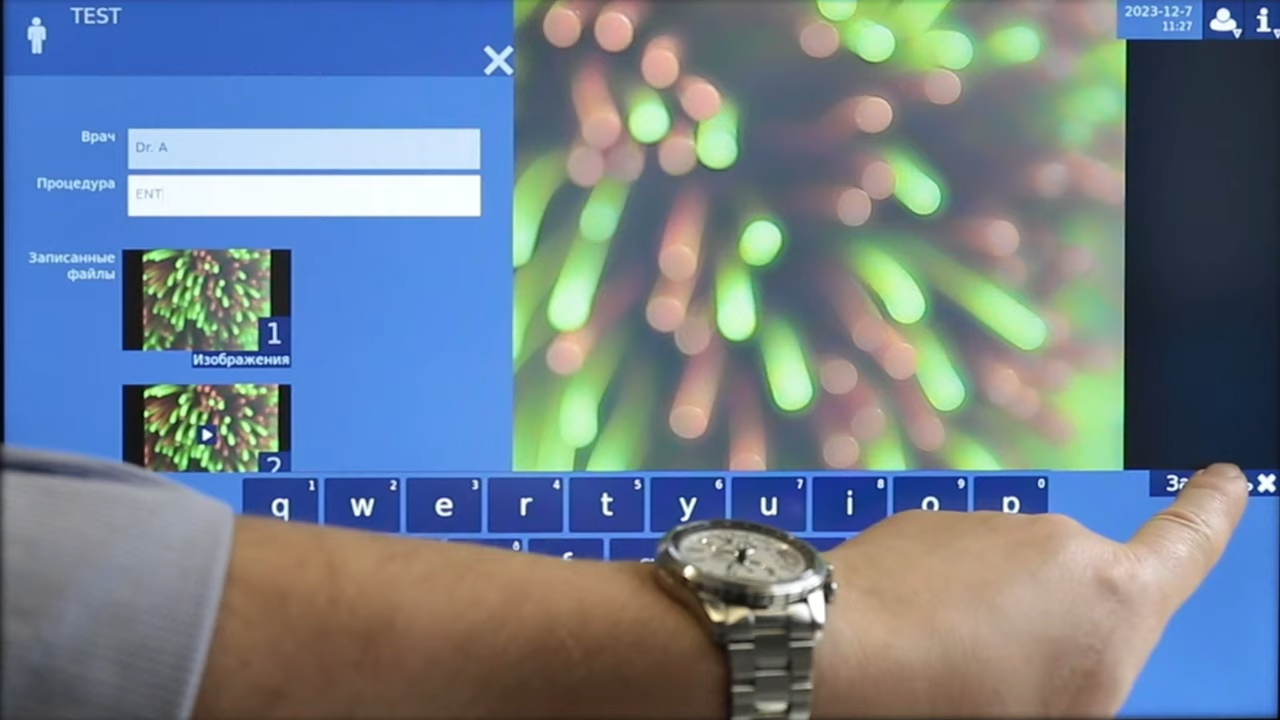 TEST
2023-12-7
11:27
Врач
Dr. A
Процедура
ENT
Записанные
файлы
1
Изображения
2
q 1 w 2 e 3 r 4 t 5 y 6 u 7 i 8 o 9 p 0